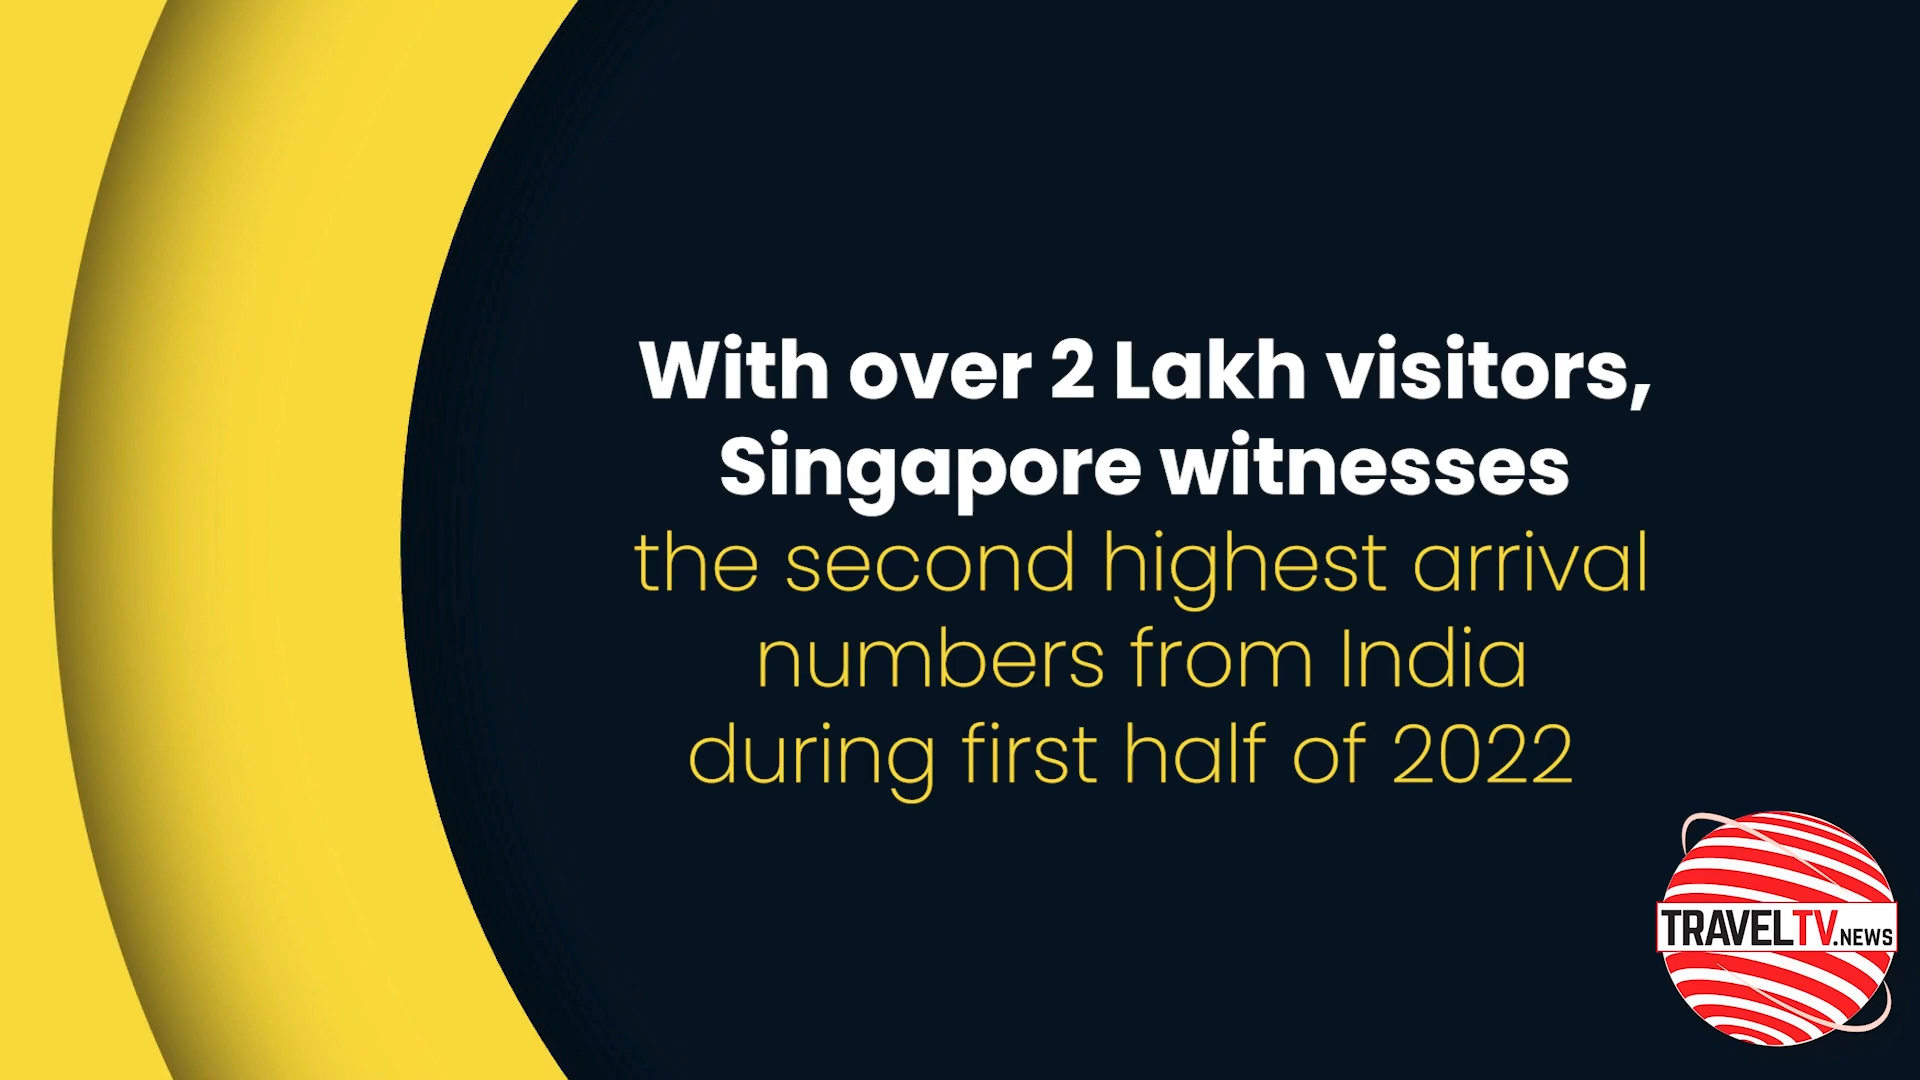 With over 2 Lakh visitors,
Singapore witnesses
the second highest arrival
numbers from India
during first half of 2022
TRAVELTV.NEWS